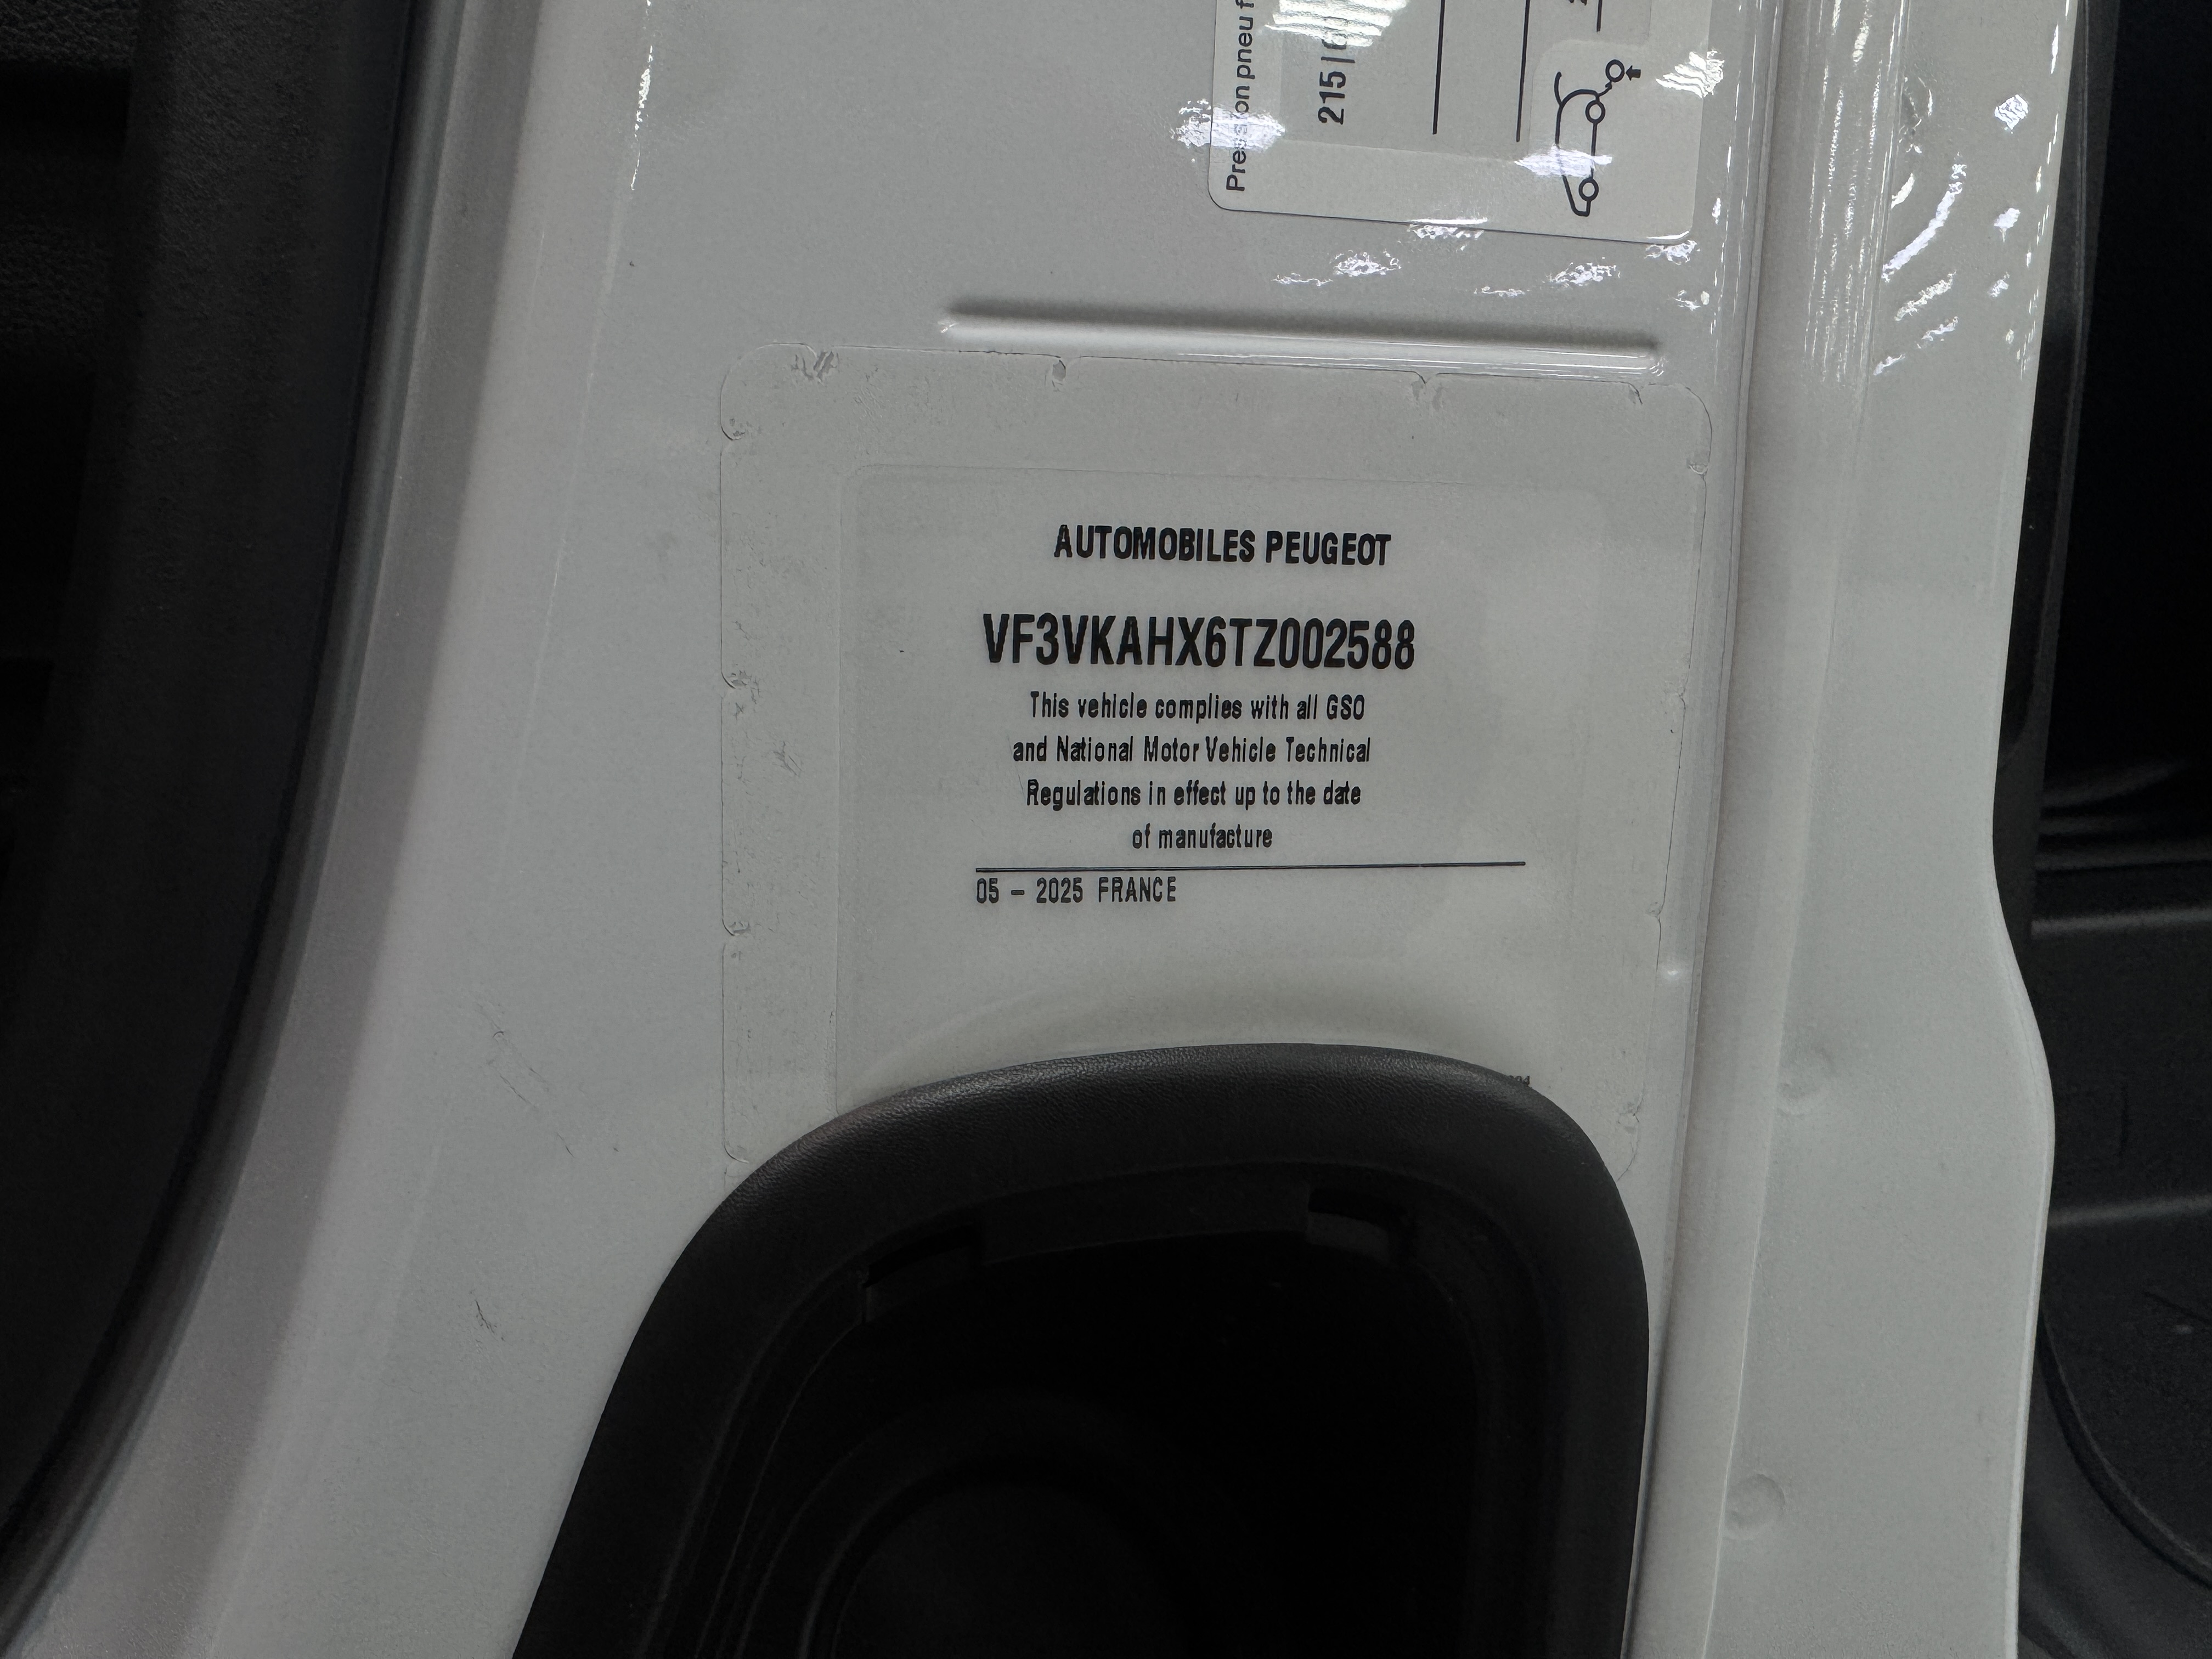 215
AUTOMOBILES PEUGEOT
VF3VKAHX6TZ002588
This vehicle complies with all GSO
and National Motor Vehicle Technical
Regulations in effect up to the date
of manufacture
05 - 2025 FRANCE